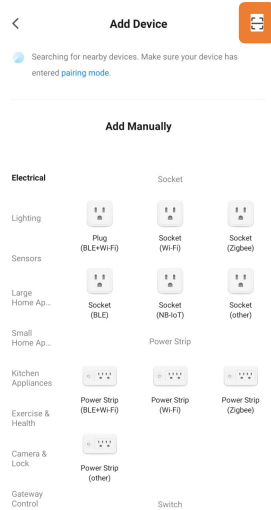 Add Device
Searching for nearby devices. Make sure your device has
entered pairing mode.
Add Manually
Electrical
Lighting
Sensors
Large
Home Ap...
Small
Home Ap...
Kitchen
Appliances
Exercise &
Health
Camera &
Lock
Gateway
Control
Socket
Plug
(BLE+Wi-Fi)
Socket
(Wi-Fi)
Socket
(Zigbee)
Socket
(BLE)
Socket
(NB-IoT)
Socket
(other)
Power Strip
Power Strip
(BLE+Wi-Fi)
Power Strip
(Wi-Fi)
Power Strip
(Zigbee)
Power Strip
(other)
Switch